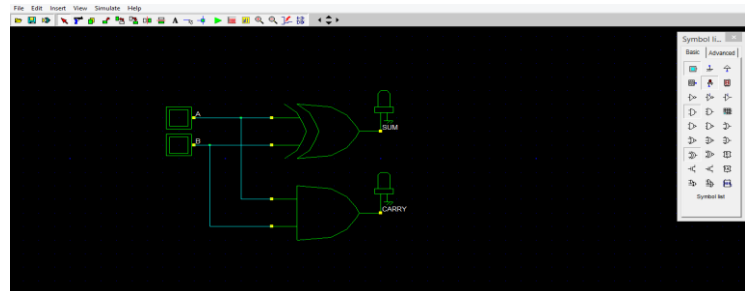 File Edit Insert View Simulate Help
A
Symbol li...
Basic Advanced
A
SUM
B
CARRY
Symbol list